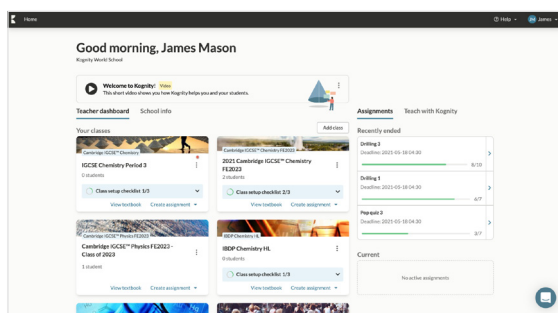 Home
Help
JM James
Good morning, James Mason
Kognity World School
Welcome to Kognity! Video
This short video shows you how Kognity helps you and your students.
Teacher dashboard School info
Add class
Your classes
Cambridge IGCSE™ Chemistry
IGCSE Chemistry Period 3
0 students
Class setup checklist 1/3
View textbook Create assignment
Cambridge IGCSE™ Chemistry FE2023
2021 Cambridge IGCSE™ Chemistry
FE2023
2 students
Class setup checklist 2/3
View textbook Create assignment
Cambridge IGCSE™ Physics FE2023
Cambridge IGCSE™ Physics FE2023 -
Class of 2023
1 student
View textbook Create assignment
IBDP Chemistry HL
IBDP Chemistry HL
0 students
Class setup checklist 1/3
View textbook Create assignment
Assignments Teach with Kognity
Recently ended
Drilling 3
Deadline: 2021-05-18 04:30
8/10
Drilling 1
Deadline: 2021-05-18 04:30
6/7
Pop quiz 2
Deadline: 2021-05-18 04:30
3/7
Current
No active assignments